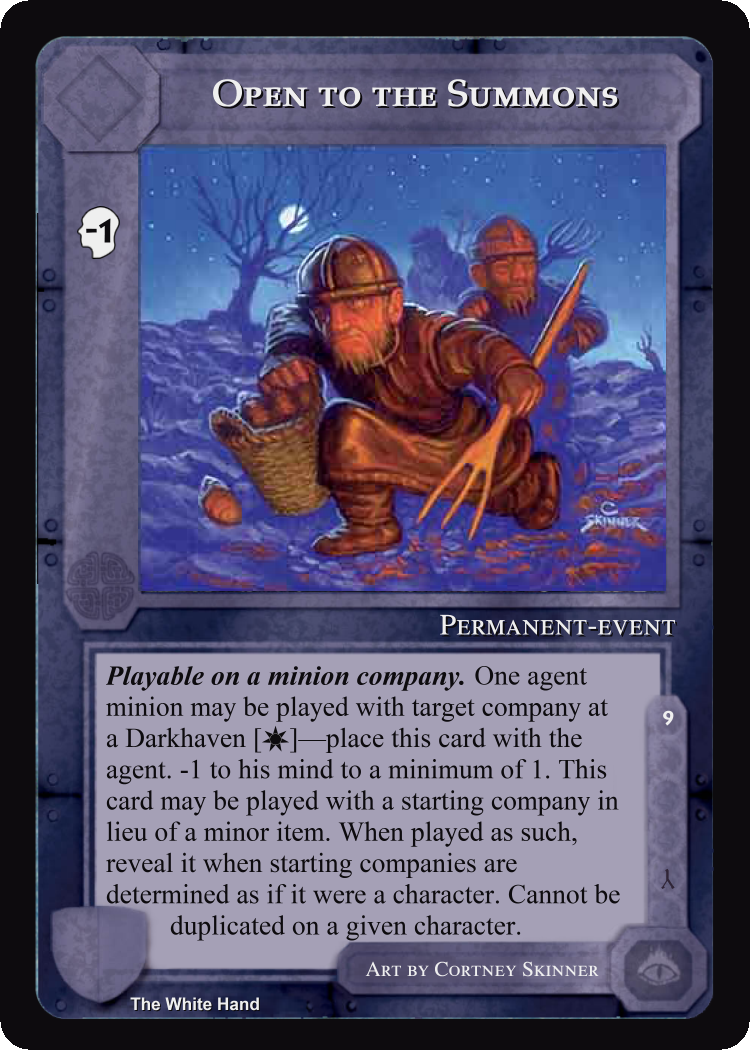 Open to the Summons
-1
C
Skinner
Permanent-event
Playable on a minion company. One agent
minion may be played with target company at
a Darkhaven [✷]—place this card with the
agent. -1 to his mind to a minimum of 1. This
card may be played with a starting company in
lieu of a minor item. When played as such,
reveal it when starting companies are
determined as if it were a character. Cannot be
duplicated on a given character.
9
Art by Cortney Skinner
The White Hand